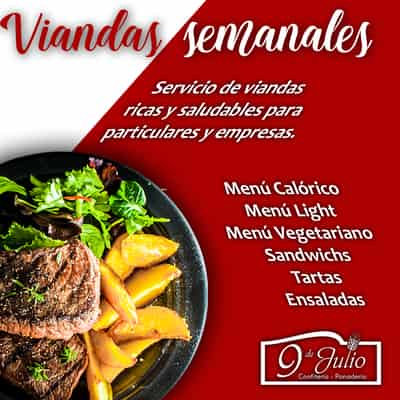 Viandas semanales
Servicio de viandas
ricas y saludables para
particulares y empresas.
Menú Calórico
Menú Light
Menú Vegetariano
Sandwichs
Tartas
Ensaladas
9 de Julio
Confitería - Panadería